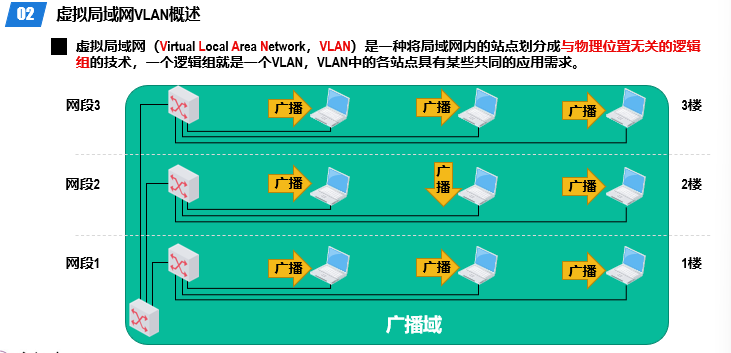 02 虚拟局域网VLAN概述
虚拟局域网（Virtual Local Area Network，VLAN）是一种将局域网内的站点划分成与物理位置无关的逻辑
组的技术，一个逻辑组就是一个VLAN，VLAN中的各站点具有某些共同的应用需求。
网段3 广播 广播 广播 3楼
网段2 广播 广播 广播 2楼
网段1 广播 广播 广播 1楼
广播域